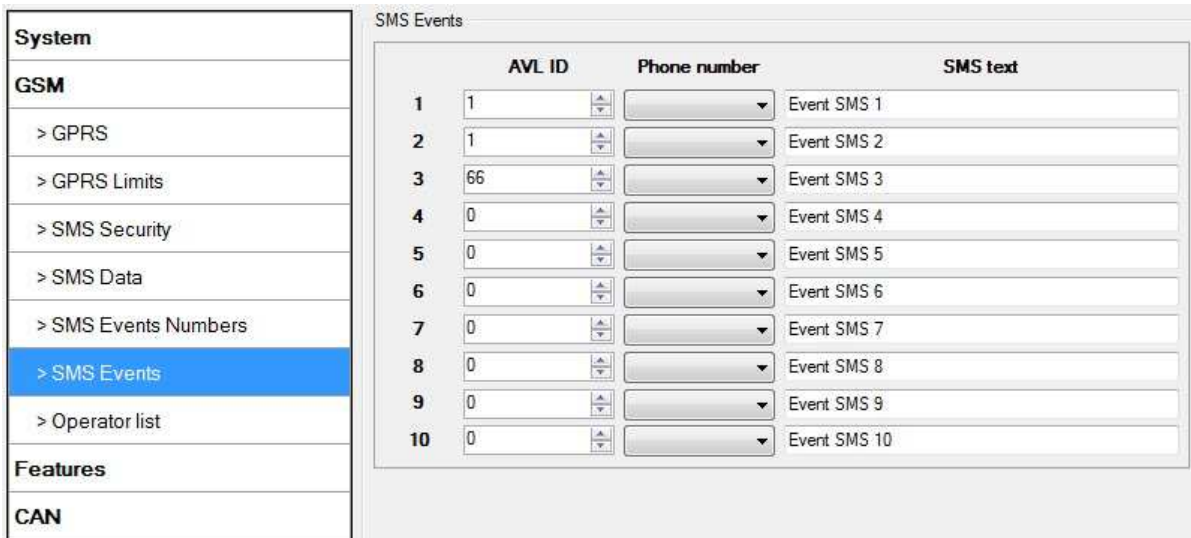 System
GSM
> GPRS
> GPRS Limits
> SMS Security
> SMS Data
> SMS Events Numbers
> SMS Events
> Operator list
Features
CAN
SMS Events
AVL ID Phone number SMS text
1 1 Event SMS 1
2 1 Event SMS 2
3 66 Event SMS 3
4 0 Event SMS 4
5 0 Event SMS 5
6 0 Event SMS 6
7 0 Event SMS 7
8 0 Event SMS 8
9 0 Event SMS 9
10 0 Event SMS 10